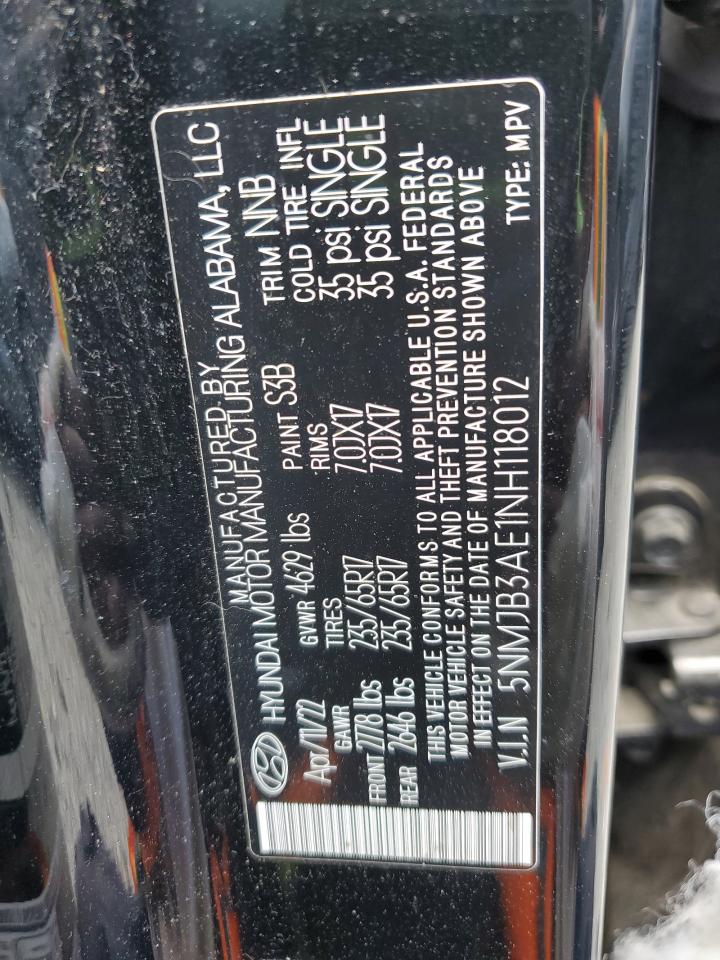 MANUFACTURED BY
HYUNDAI MOTOR MANUFACTURING ALABAMA, LLC
Apr/11/22 GVWR 4629 lbs PAINT S3B TRIM NNB
GAWR TIRES RIMS COLD TIRE INFL
FRONT 2778 lbs 235/65R17 7.0JX17 35 psi SINGLE
REAR 2646 lbs 235/65R17 7.0JX17 35 psi SINGLE
THIS VEHICLE CONFORMS TO ALL APPLICABLE U.S.A. FEDERAL
MOTOR VEHICLE SAFETY AND THEFT PREVENTION STANDARDS
IN EFFECT ON THE DATE OF MANUFACTURE SHOWN ABOVE
V.I.N 5NMJB3AE1NH118012 TYPE: MPV